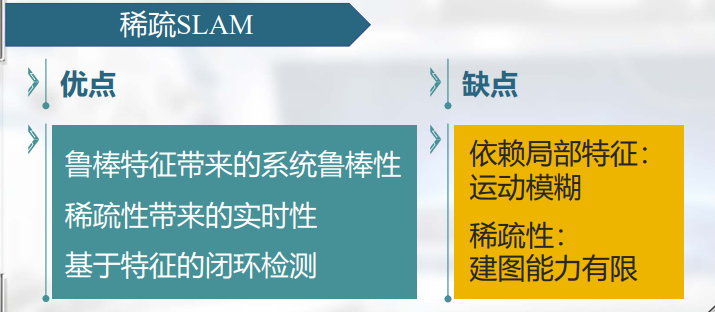 稀疏SLAM
优点
缺点
鲁棒特征带来的系统鲁棒性
稀疏性带来的实时性
基于特征的闭环检测
依赖局部特征：
运动模糊
稀疏性：
建图能力有限